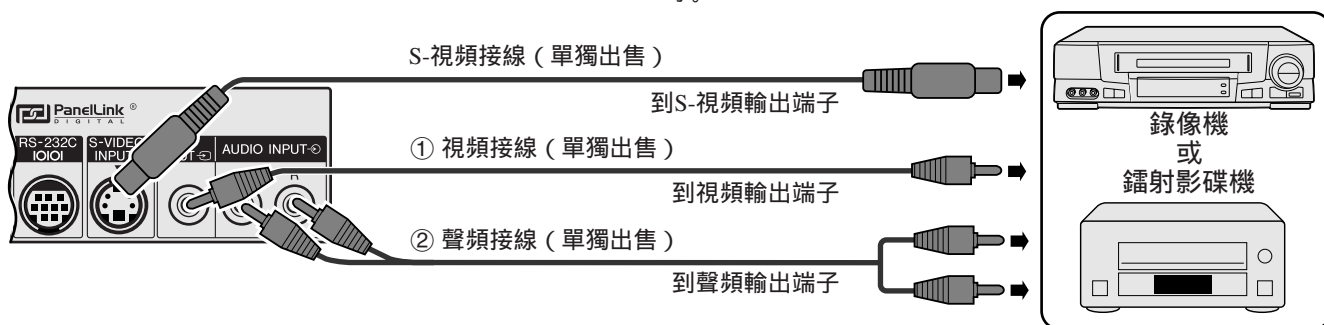 S-視頻接線（單獨出售）
到S-視頻輸出端子
PanelLink ®
DIGITAL
RS-232C
IOIOI
S-VIDEO
INPUT
AUDIO INPUT
R
① 視頻接線（單獨出售）
到視頻輸出端子
② 聲頻接線（單獨出售）
到聲頻輸出端子
錄像機
或
鐳射影碟機